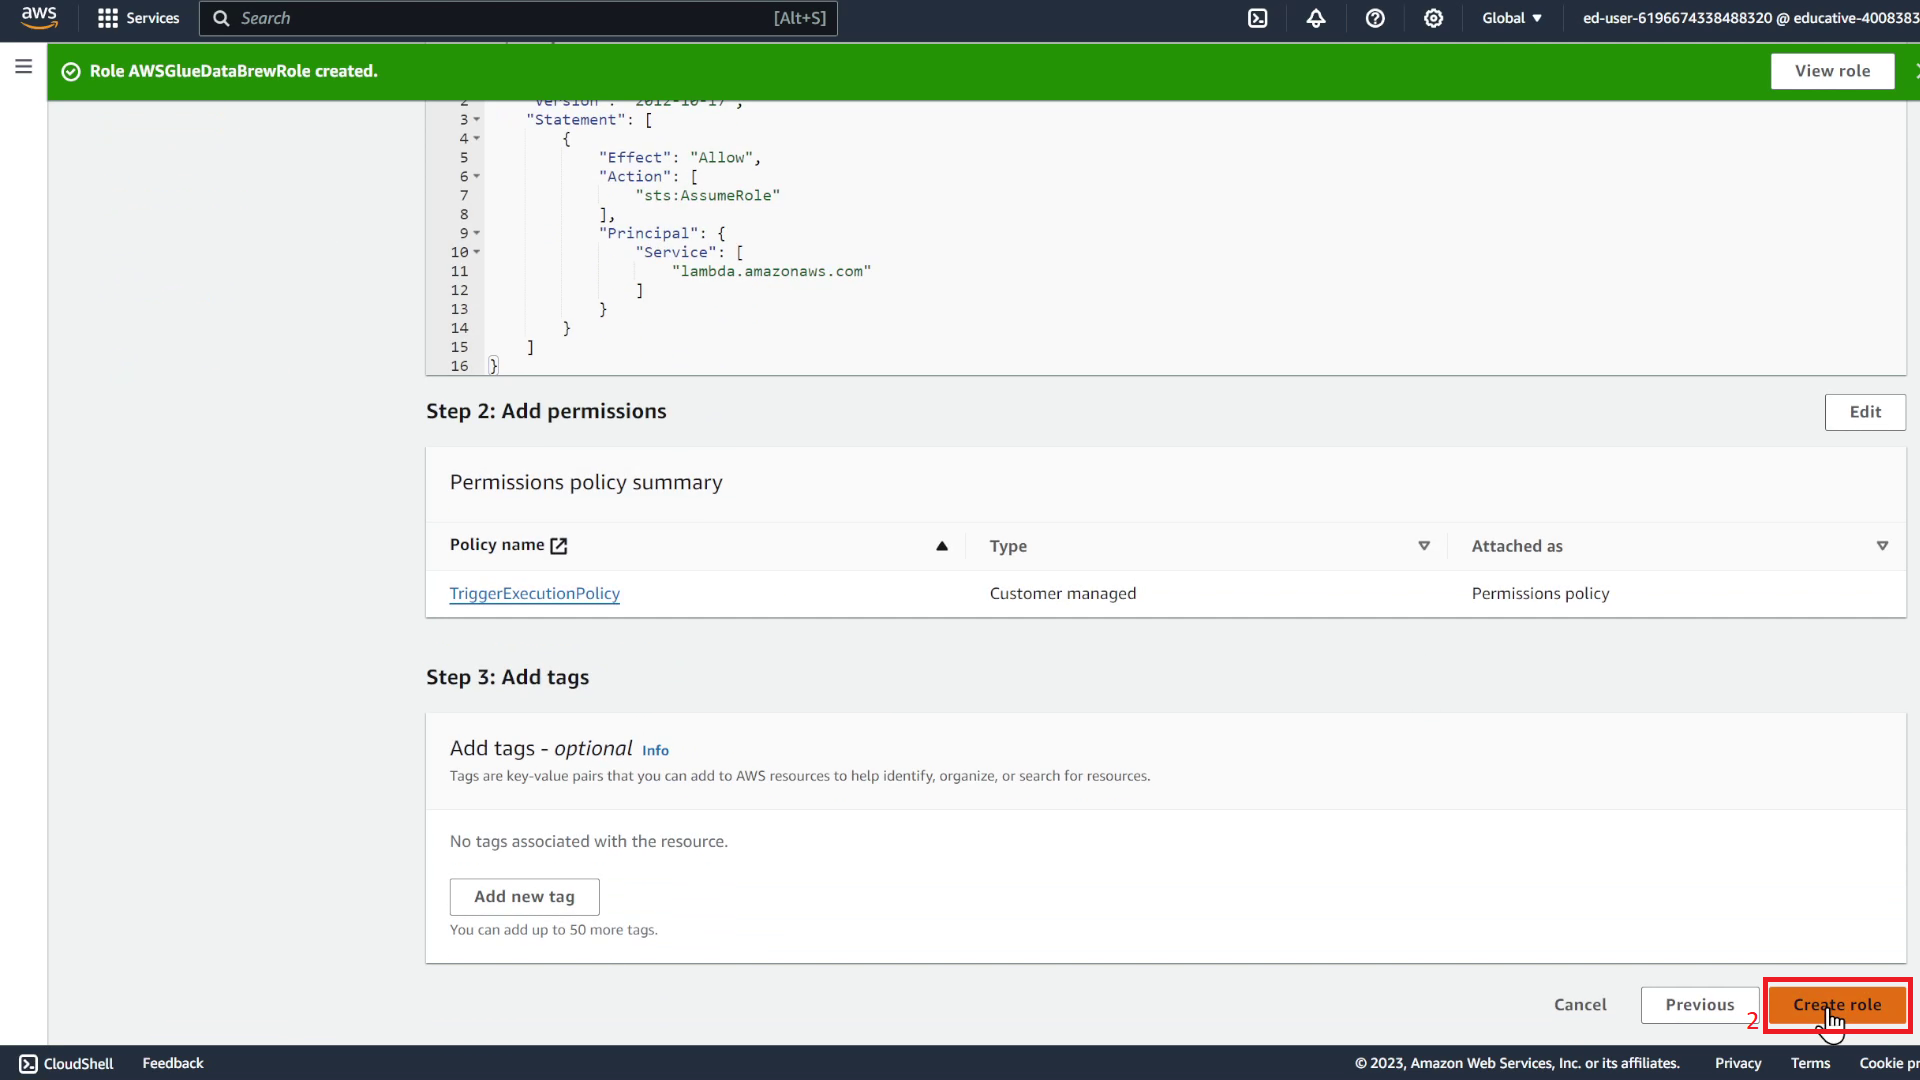 aws
Services
Search
[Alt+S]
Global
ed-user-6196674338488320 @ educative-4008383
Role AWSGlueDataBrewRole created.
View role
2 "Version": "2012-10-17",
3 "Statement": [
4 {
5 "Effect": "Allow",
6 "Action": [
7 "sts:AssumeRole"
8 ],
9 "Principal": {
10 "Service": [
11 "lambda.amazonaws.com"
12 ]
13 }
14 }
15 ]
16 }
Step 2: Add permissions
Edit
Permissions policy summary
Policy name
Type
Attached as
TriggerExecutionPolicy
Customer managed
Permissions policy
Step 3: Add tags
Add tags - optional Info
Tags are key-value pairs that you can add to AWS resources to help identify, organize, or search for resources.
No tags associated with the resource.
Add new tag
You can add up to 50 more tags.
Cancel
Previous
2
Create role
CloudShell
Feedback
© 2023, Amazon Web Services, Inc. or its affiliates.
Privacy
Terms
Cookie pr